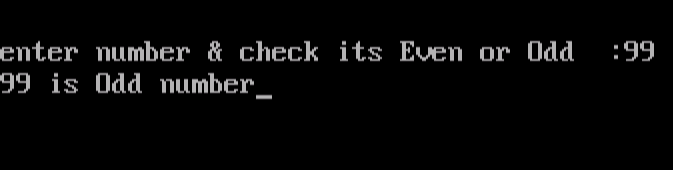 enter number & check its Even or Odd  :99
99 is Odd number_